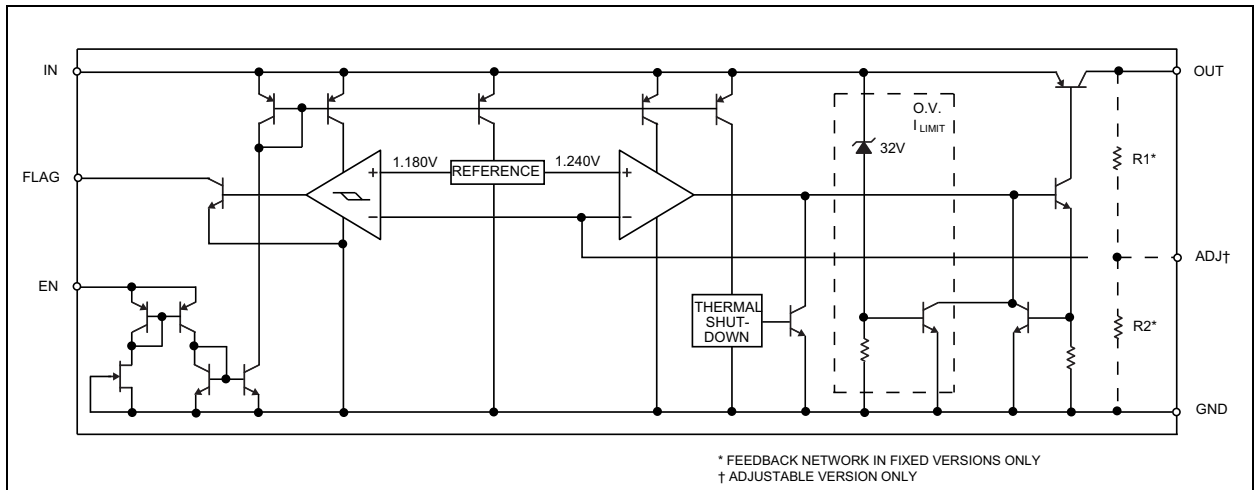 O.V.
I LIMIT
IN
OUT
32V
R1*
FLAG
1.180V
REFERENCE
1.240V
+
+
−
−
ADJ†
EN
THERMAL
SHUT-
DOWN
R2*
GND
* FEEDBACK NETWORK IN FIXED VERSIONS ONLY
† ADJUSTABLE VERSION ONLY